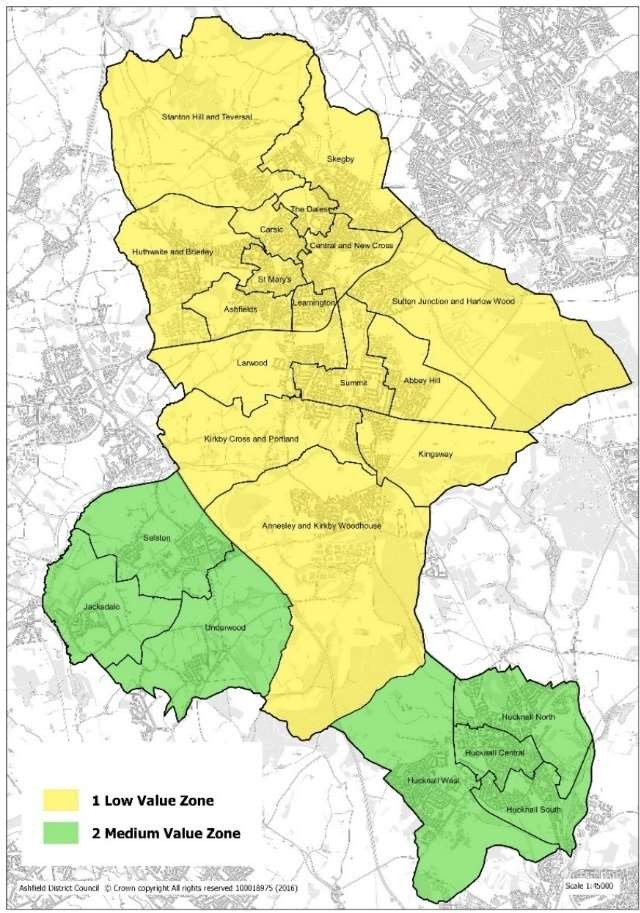 Stanton Hill and Teversal
Skegby
The Dales
Carsic
Huthwaite and Brierley
Central and New Cross
St Mary's
Leamington
Ashfields
Sutton Junction and Harlow Wood
Larwood
Summit
Abbey Hill
Kirkby Cross and Portland
Kingsway
Annesley and Kirkby Woodhouse
Selston
Jacksdale
Underwood
Hucknall North
Hucknall Central
Hucknall West
Hucknall South
1 Low Value Zone
2 Medium Value Zone
Ashfield District Council © Crown copyright All rights reserved 100018975 (2016)
Scale 1:45000